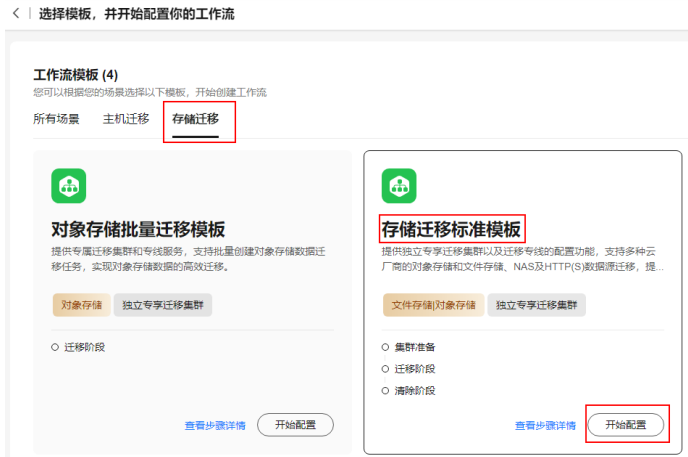 选择模板，并开始配置你的工作流
工作流模板 (4)
您可以根据您的场景选择以下模板，开始创建工作流
所有场景 主机迁移 存储迁移
对象存储批量迁移模板
提供专属迁移集群和专线服务，支持批量创建对象存储数据迁
移任务，实现对象存储数据的高效迁移。
对象存储 独立专享迁移集群
迁移阶段
查看步骤详情 开始配置
存储迁移标准模板
提供独立专享迁移集群以及迁移专线的配置功能，支持多种云
厂商的对象存储和文件存储、NAS及HTTP(S)数据源迁移，提...
文件存储|对象存储 独立专享迁移集群
集群准备
迁移阶段
清除阶段
查看步骤详情 开始配置